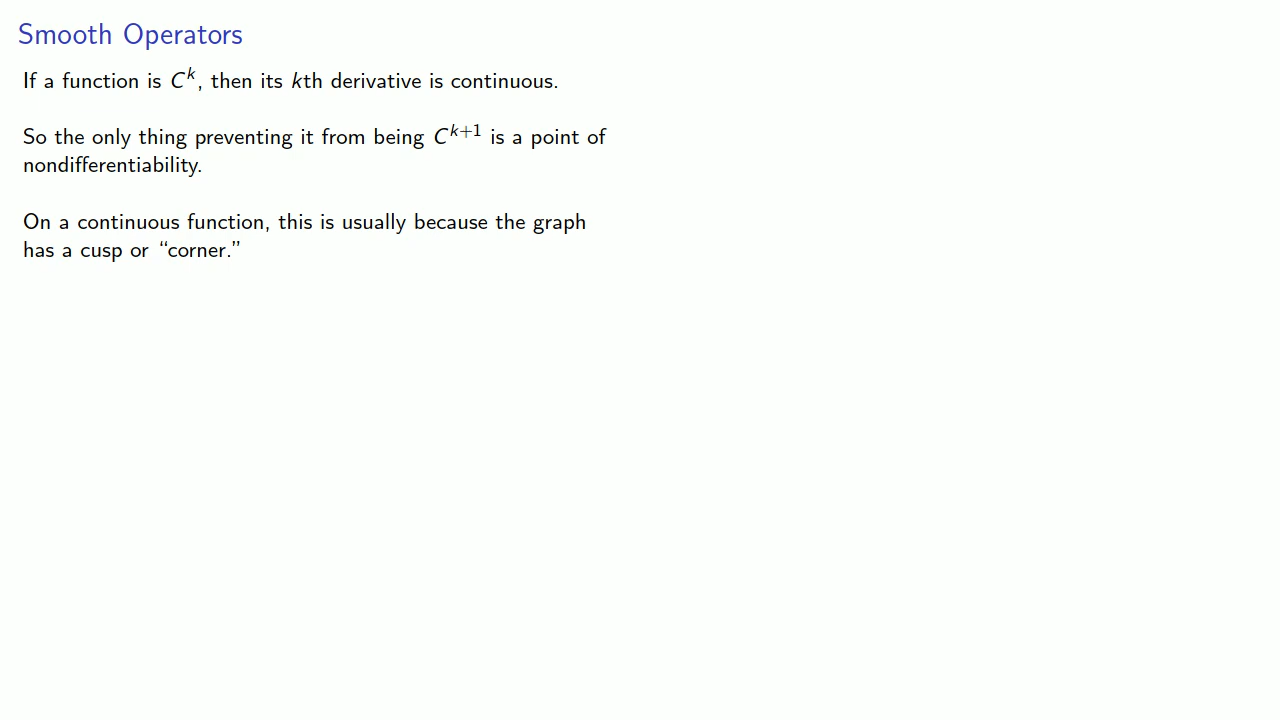 Smooth Operators
If a function is C^k, then its kth derivative is continuous.
So the only thing preventing it from being C^{k+1} is a point of
nondifferentiability.
On a continuous function, this is usually because the graph
has a cusp or “corner.”